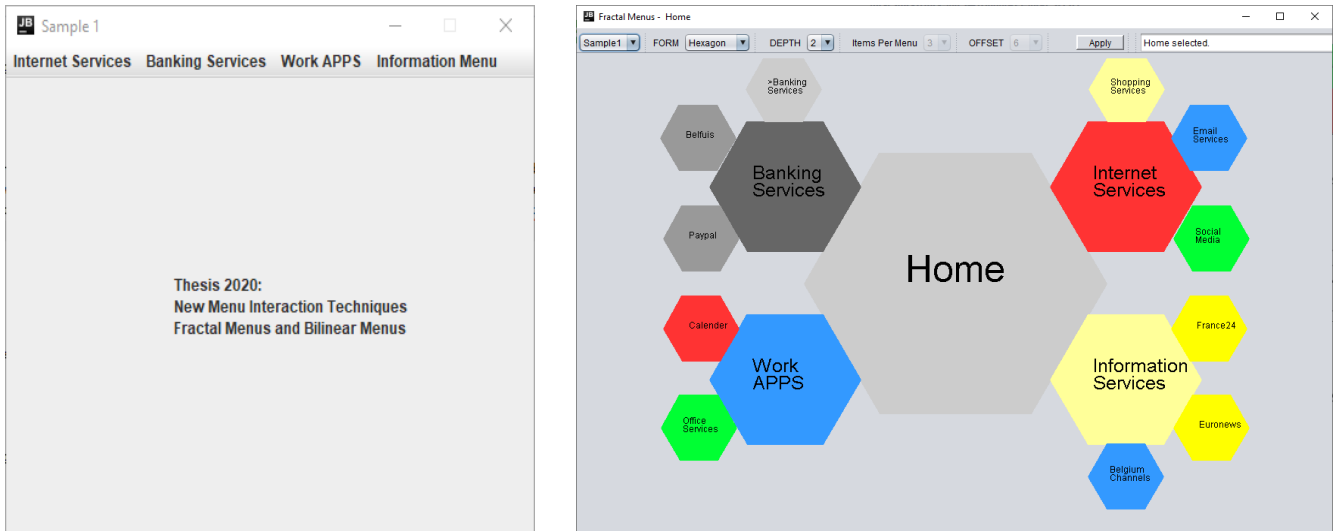 JB Sample 1
Internet Services Banking Services Work APPS Information Menu
Thesis 2020:
New Menu Interaction Techniques
Fractal Menus and Bilinear Menus
JB Fractal Menus - Home
Sample1 FORM Hexagon DEPTH 2 Items Per Menu 3 OFFSET 6 Apply Home selected.
>Banking
Services
Belfuis
Paypal
Banking
Services
Home
Shopping
Services
Email
Services
Internet
Services
Social
Media
Calender
Work
APPS
Office
Services
France24
Information
Services
Euronews
Belgium
Channels